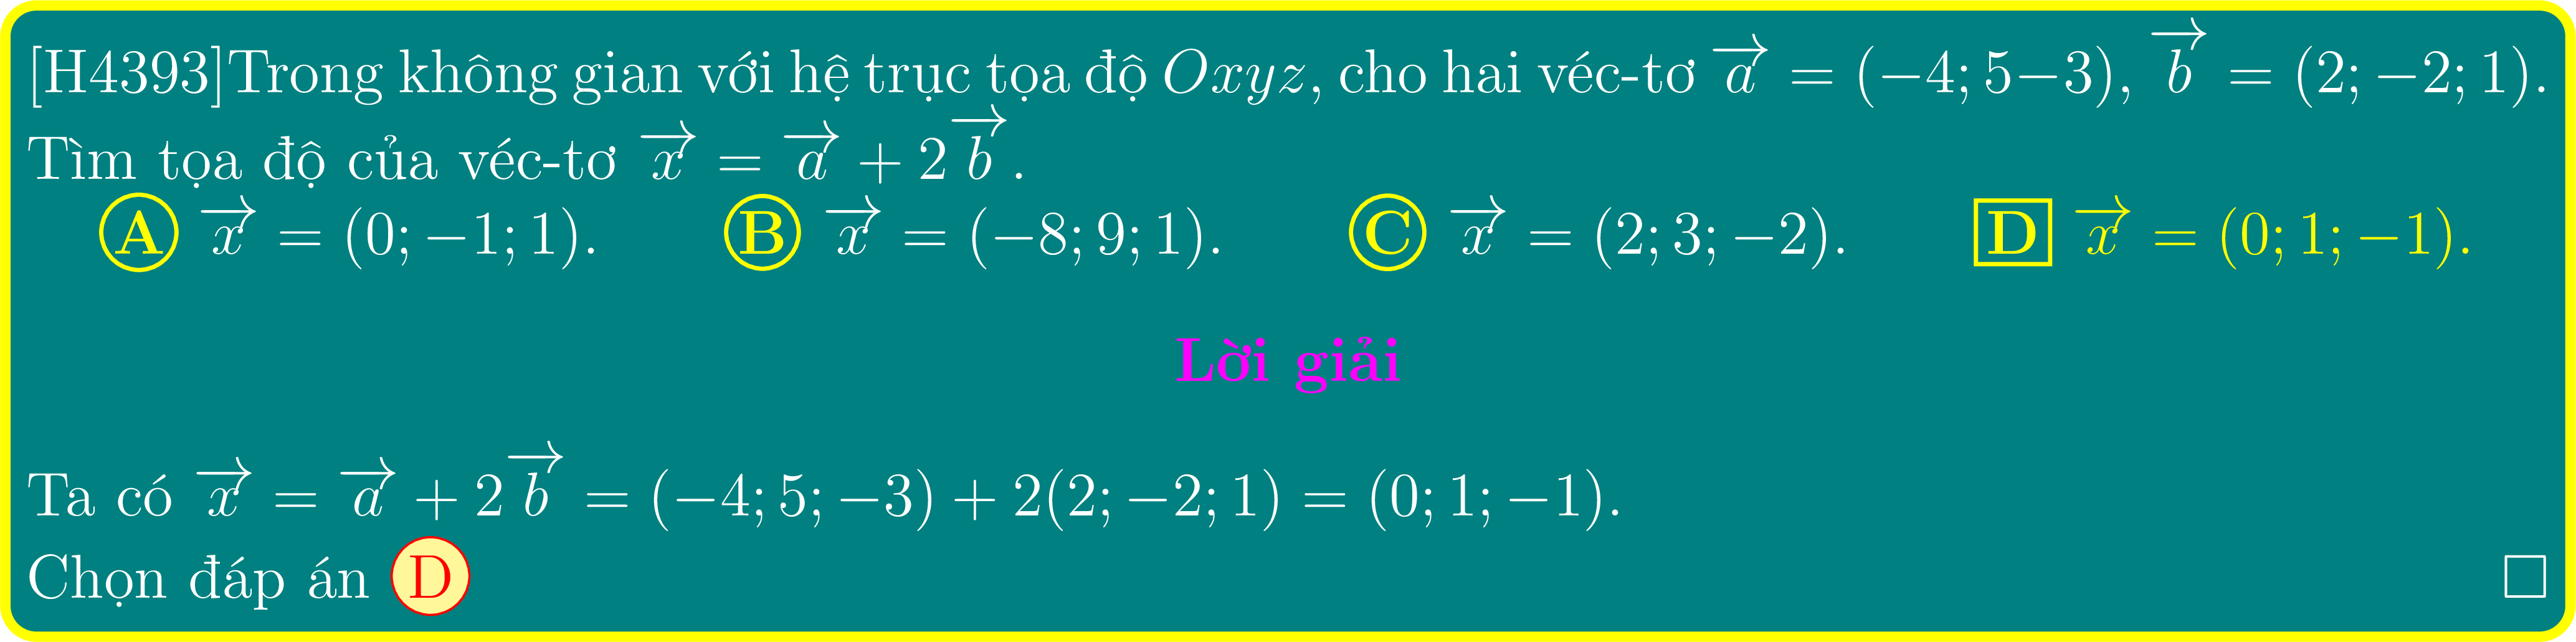 [H4393]Trong không gian với hệ trục tọa độ Oxyz, cho hai véc-tơ $\overrightarrow{a} = (-4; 5-3)$, $\overrightarrow{b} = (2; -2; 1)$.
Tìm tọa độ của véc-tơ $\overrightarrow{x} = \overrightarrow{a} + 2\overrightarrow{b}$.
A $\overrightarrow{x} = (0; -1; 1)$. B $\overrightarrow{x} = (-8; 9; 1)$. C $\overrightarrow{x} = (2; 3; -2)$. D $\overrightarrow{x} = (0; 1; -1)$.
Lời giải
Ta có $\overrightarrow{x} = \overrightarrow{a} + 2\overrightarrow{b} = (-4; 5; -3) + 2(2; -2; 1) = (0; 1; -1)$.
Chọn đáp án D □